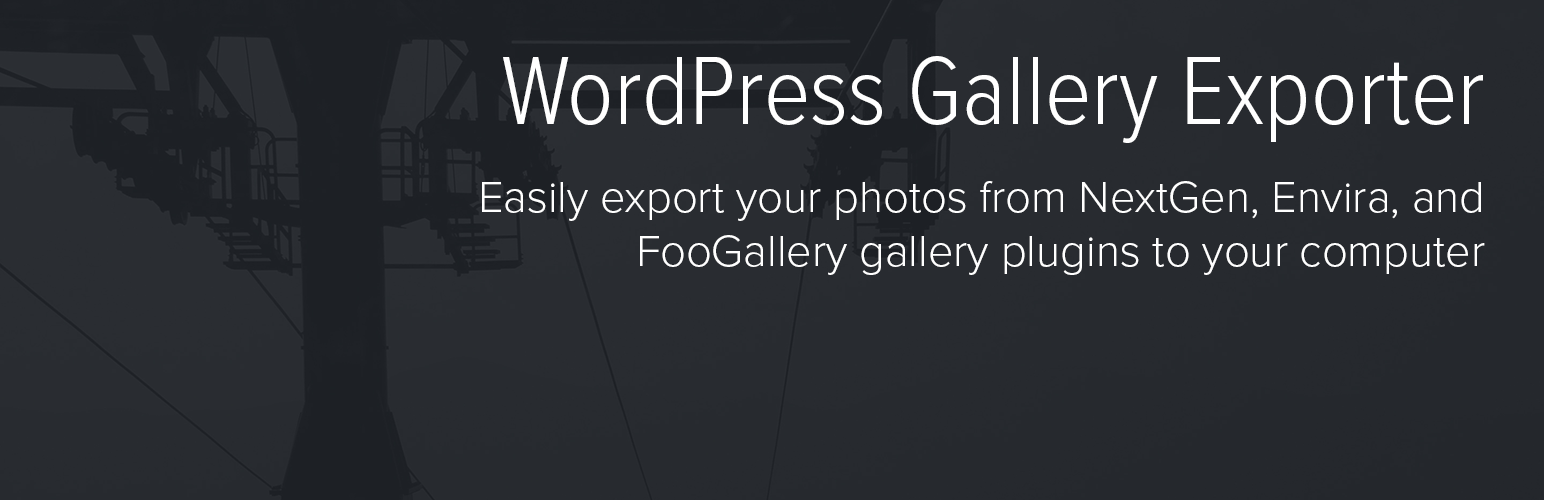 WordPress Gallery Exporter
Easily export your photos from NextGen, Envira, and
FooGallery gallery plugins to your computer